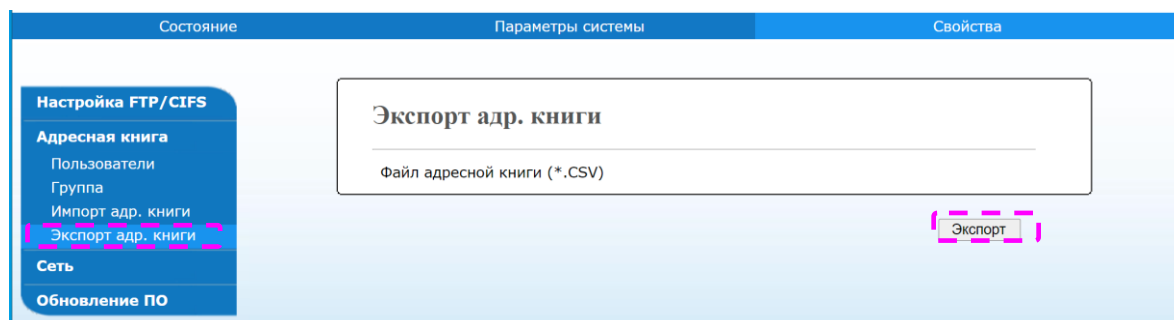 Состояние
Параметры системы
Свойства
Настройка FTP/CIFS
Адресная книга
Пользователи
Группа
Импорт адр. книги
Экспорт адр. книги
Сеть
Обновление ПО
Экспорт адр. книги
Файл адресной книги (*.CSV)
Экспорт